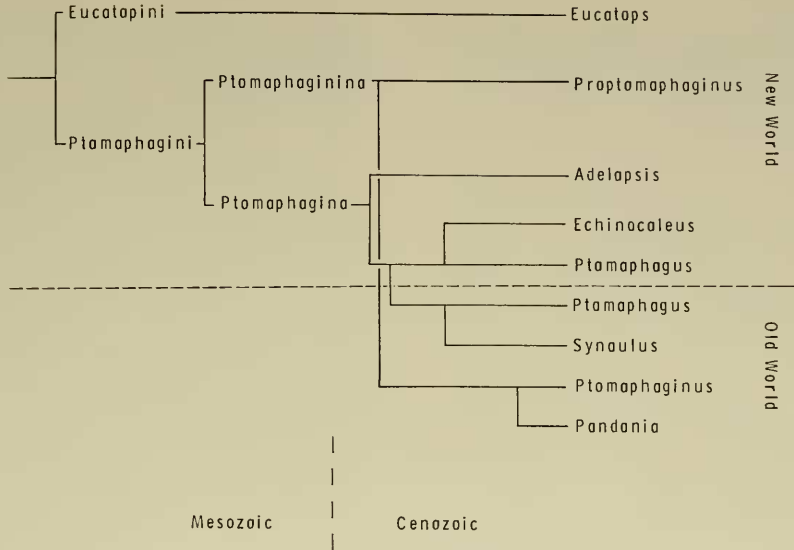 Eucatopini
Eucatops
Ptomaphaginina
Proptomaphaginus
Ptomaphagini
Adelopsis
Ptomaphagina
Echinocoleus
Ptomaphagus
Ptomaphagus
Synaulus
Ptomaphaginus
Pandania
New World
Old World
Mesozoic
Cenozoic